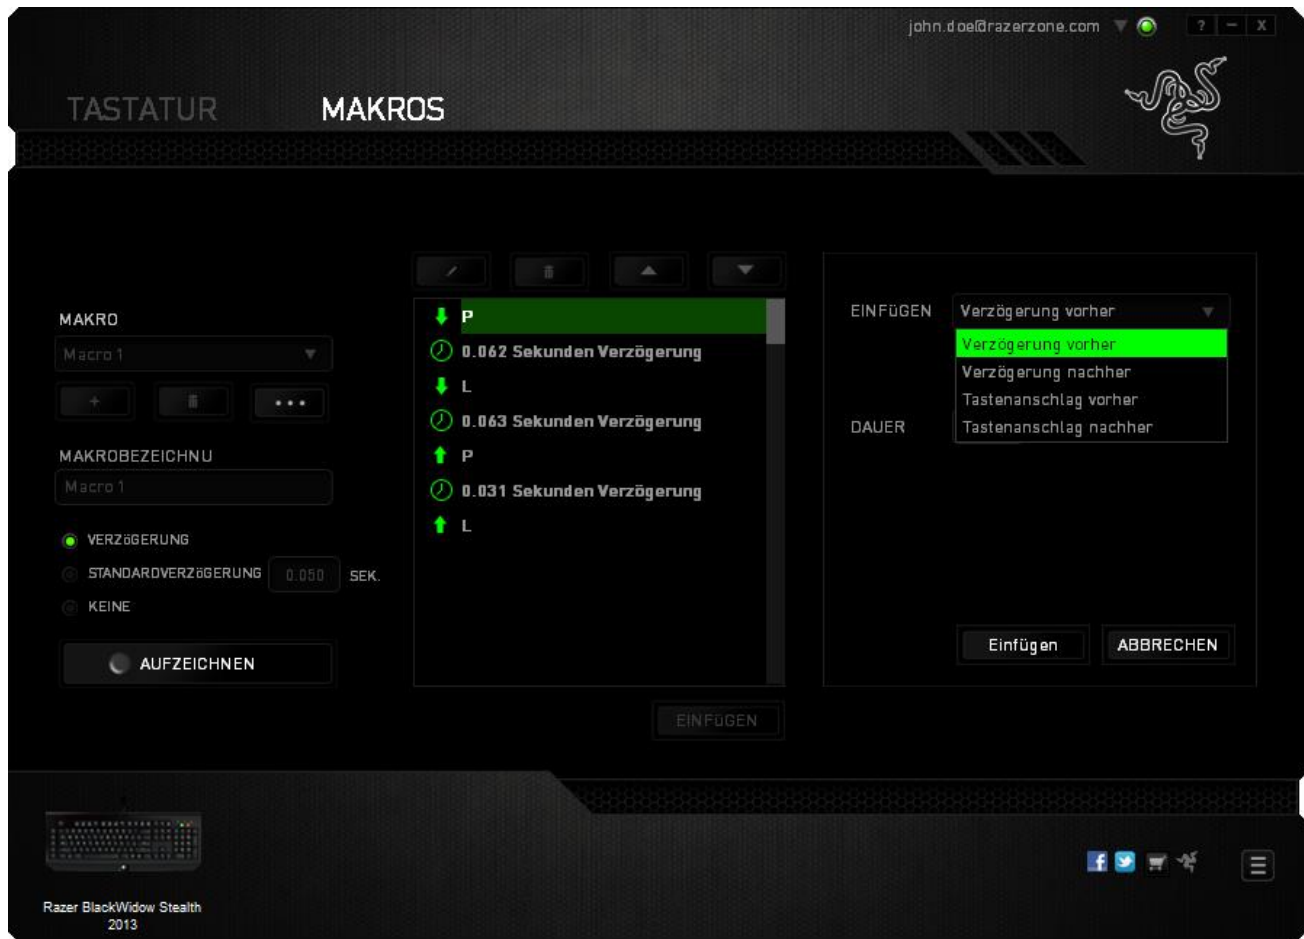 john.doe@razerzone.com
? – X
TASTATUR MAKROS
MAKRO
Macro 1
+
...
MAKROBEZEICHNU
Macro 1
VERZöGERUNG
STANDARDVERZöGERUNG 0.050 SEK.
KEINE
AUFZEICHNEN
P
0.062 Sekunden Verzögerung
L
0.063 Sekunden Verzögerung
P
0.031 Sekunden Verzögerung
L
EINFüGEN
EINFüGEN Verzögerung vorher
Verzögerung vorher
Verzögerung nachher
Tastenanschlag vorher
Tastenanschlag nachher
DAUER
Einfügen ABBRECHEN
Razer BlackWidow Stealth
2013